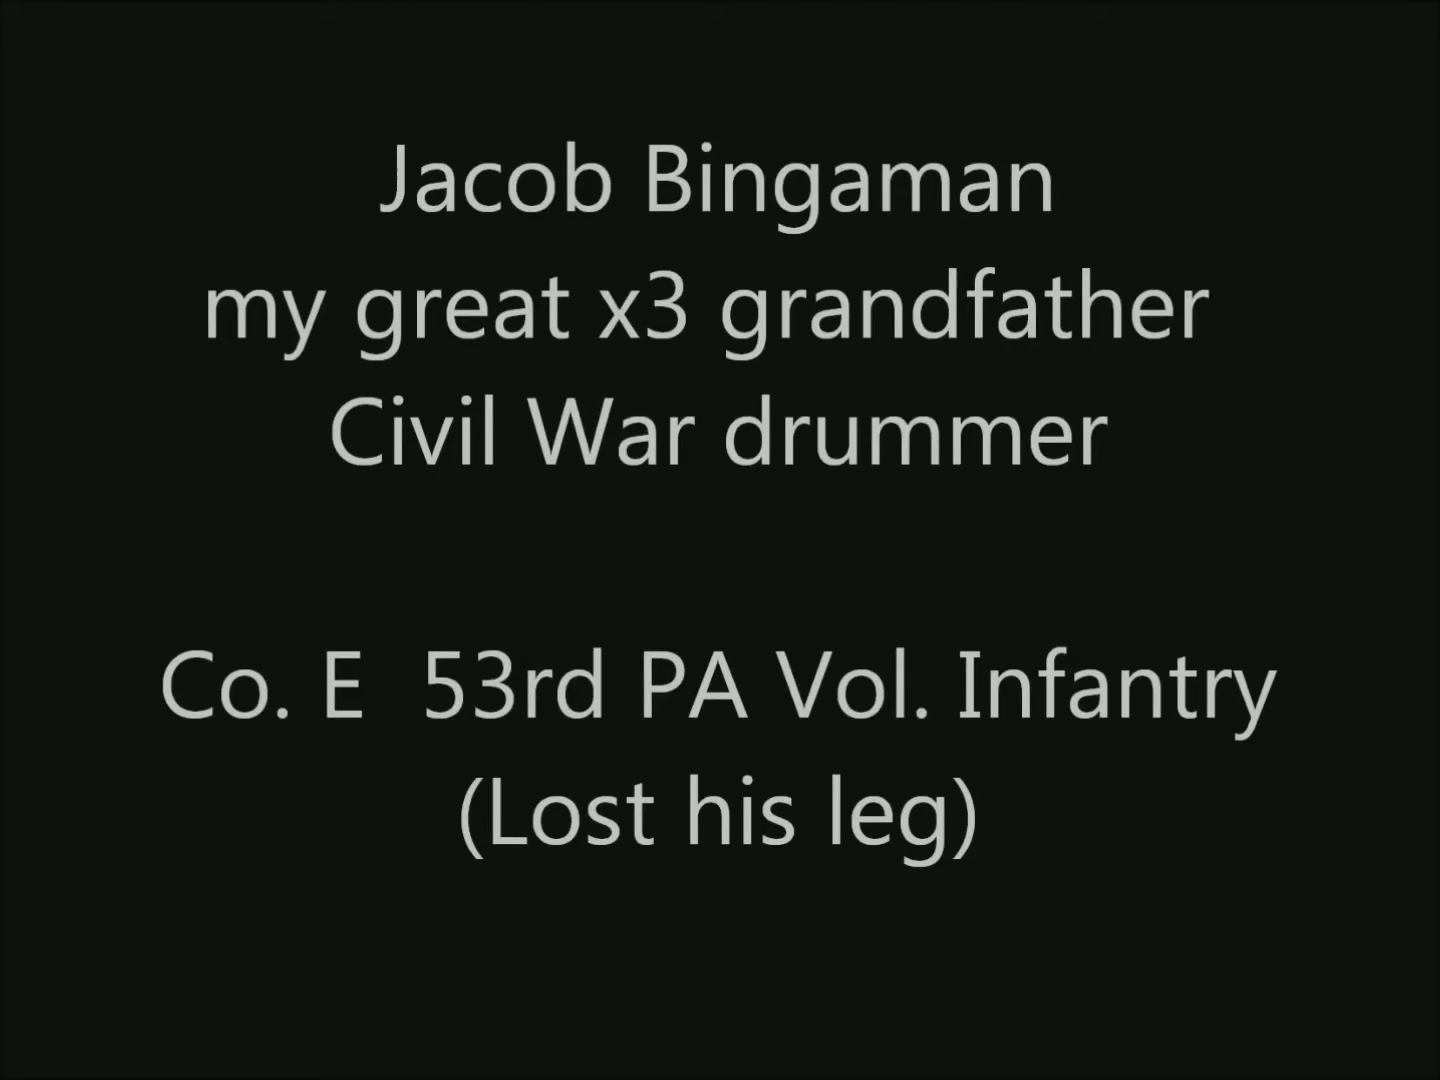 Jacob Bingaman
my great x3 grandfather
Civil War drummer
Co. E  53rd PA Vol. Infantry
(Lost his leg)